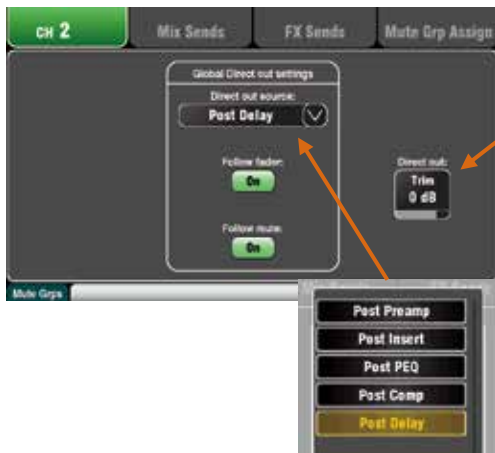 CH 2
Mix Sends
FX Sends
Mute Grp Assign
Global Direct out settings
Direct out source:
Post Delay
Follow fader:
On
Follow mute:
On
Direct out:
Trim
0 dB
Mute Grps
Post Preamp
Post Insert
Post PEQ
Post Comp
Post Delay